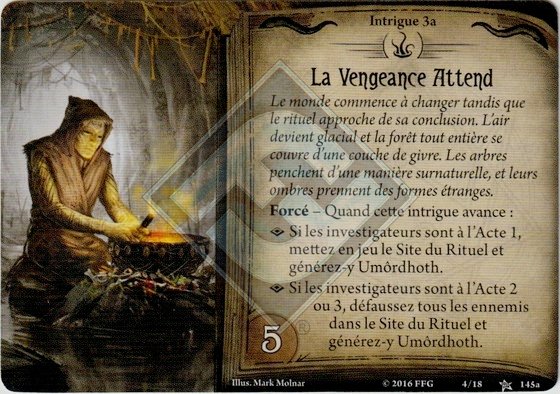 Intrigue 3a
La Vengeance Attend
Le monde commence à changer tandis que
le rituel approche de sa conclusion. L'air
devient glacial et la forêt tout entière se
couvre d'une couche de givre. Les arbres
penchent d'une manière surnaturelle, et leurs
ombres prennent des formes étranges.
Forcé – Quand cette intrigue avance :
Si les investigateurs sont à l'Acte 1,
mettez en jeu le Site du Rituel et
générez-y Umôrdhoth.
Si les investigateurs sont à l'Acte 2
ou 3, défaussez tous les ennemis
dans le Site du Rituel et
générez-y Umôrdhoth.
5
®
Illus. Mark Molnar © 2016 FFG 4/18 145a